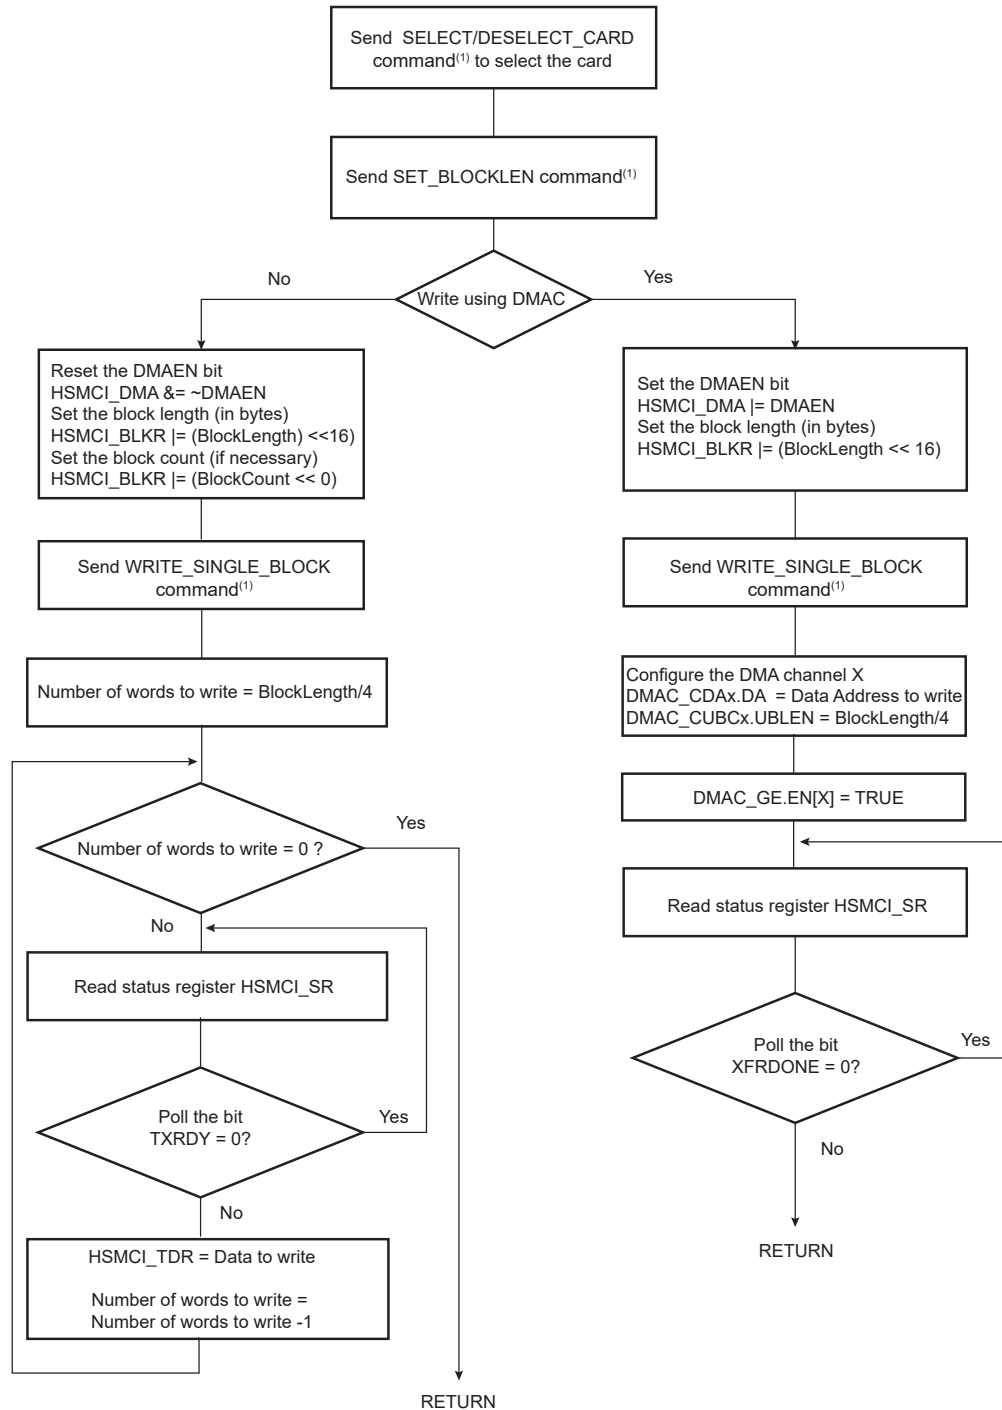 Send SELECT/DESELECT_CARD
command(1) to select the card
Send SET_BLOCKLEN command(1)
No
Yes
Write using DMAC
Reset the DMAEN bit
HSMCI_DMA &= ~DMAEN
Set the block length (in bytes)
HSMCI_BLKR |= (BlockLength) <<16)
Set the block count (if necessary)
HSMCI_BLKR |= (BlockCount << 0)
Send WRITE_SINGLE_BLOCK
command(1)
Number of words to write = BlockLength/4
Number of words to write = 0 ?
Yes
No
Read status register HSMCI_SR
Poll the bit
TXRDY = 0?
Yes
No
HSMCI_TDR = Data to write
Number of words to write =
Number of words to write -1
RETURN
Set the DMAEN bit
HSMCI_DMA |= DMAEN
Set the block length (in bytes)
HSMCI_BLKR |= (BlockLength << 16)
Send WRITE_SINGLE_BLOCK
command(1)
Configure the DMA channel X
DMAC_CDAx.DA = Data Address to write
DMAC_CUBCx.UBLEN = BlockLength/4
DMAC_GE.EN[X] = TRUE
Read status register HSMCI_SR
Poll the bit
XFRDONE = 0?
Yes
No
RETURN